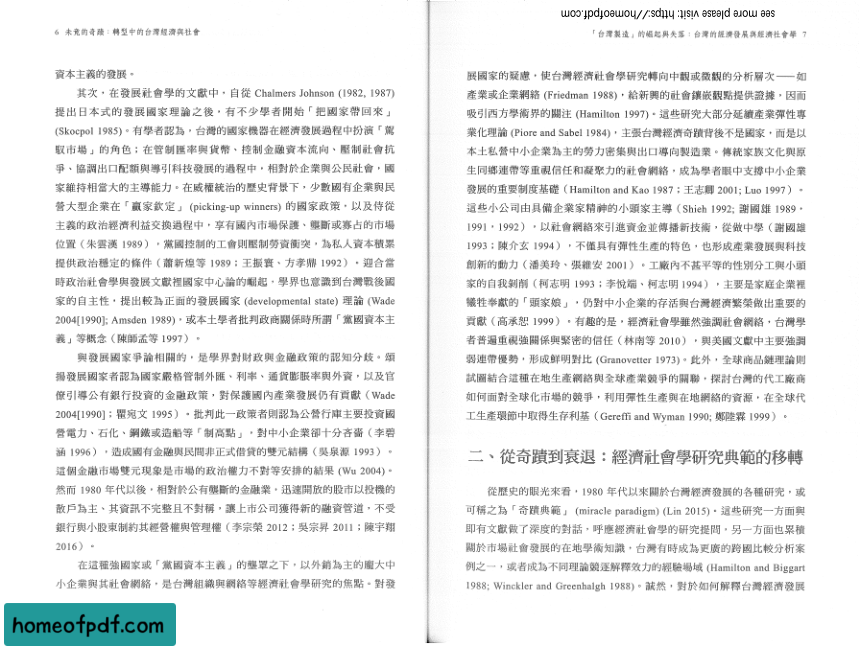 6 未竟的奇蹟：轉型中的台灣經濟與社會
資本主義的發展。
其次，在發展社會學的文獻中，自從 Chalmers Johnson (1982, 1987)
提出日本式的發展國家理論之後，有不少學者開始「把國家帶回來」
(Skocpol 1985)。有學者認為，台灣的國家機器在經濟發展過程中扮演「駕
馭市場」的角色；在管制匯率與貨幣、控制金融資本流向、壓制社會抗
爭、協調出口配額與導引科技發展的過程中，相對於企業與公民社會，國
家維持相當大的主導能力。在威權統治的歷史背景下，少數國有企業與民
營大型企業在「贏家欽定」 (picking-up winners) 的國家政策，以及侍從
主義的政治經濟利益交換過程中，享有國內市場保護、壟斷或寡占的市場
位置（朱雲漢 1989），黨國控制的工會則壓制勞資衝突，為私人資本積累
提供政治穩定的條件（蕭新煌等 1989；王振寰、方孝鼎 1992）。迎合當
時政治社會學與發展文獻裡國家中心論的崛起，學界也意識到台灣戰後國
家的自主性，提出較為正面的發展國家 (developmental state) 理論 (Wade
2004[1990]; Amsden 1989)，或本土學者批判政商關係時所謂「黨國資本主
義」等概念（陳師孟等 1997）。
與發展國家爭論相關的，是學界對財政與金融政策的認知分歧。頌
揚發展國家者認為國家嚴格管制外匯、利率、通貨膨脹率與外資，以及官
僚引導公有銀行投資的金融政策，對保護國內產業發展仍有貢獻（Wade
2004[1990]；瞿宛文 1995）。批判此一政策者則認為公營行庫主要投資國
營電力、石化、鋼鐵或造船等「制高點」，對中小企業卻十分吝嗇（李碧
涵 1996），造成國有金融與民間非正式借貸的雙元結構（吳泉源 1993）。
這個金融市場雙元現象是市場的政治權力不對等安排的結果 (Wu 2004)。
然而 1980 年代以後，相對於公有壟斷的金融業，迅速開放的股市以投機的
散戶為主、其資訊不完整且不對稱，讓上市公司獲得新的融資管道，不受
銀行與小股東制約其經營權與管理權（李宗榮 2012；吳宗昇 2011；陳宇翔
2016）。
在這種強國家或「黨國資本主義」的壟罩之下，以外銷為主的龐大中
小企業與其社會網絡，是台灣組織與網絡等經濟社會學研究的焦點。對發
homeofpdf.com
see more please visit: https://homeofpdf.com
「台灣製造」的崛起與失落：台灣的經濟發展與經濟社會學 7
展國家的疑慮，使台灣經濟社會學研究轉向中觀或微觀的分析層次——如
產業或企業網絡 (Friedman 1988)，給新興的社會鑲嵌觀點提供證據，因而
吸引西方學術界的關注 (Hamilton 1997)。這些研究大部分延續產業彈性專
業化理論 (Piore and Sabel 1984)，主張台灣經濟奇蹟背後不是國家，而是以
本土私營中小企業為主的勞力密集與出口導向製造業。傳統家族文化與原
生同鄉連帶等重視信任和凝聚力的社會網絡，成為學者眼中支撐中小企業
發展的重要制度基礎（Hamilton and Kao 1987；王志卿 2001; Luo 1997）。
這些小公司由具備企業家精神的小頭家主導（Shieh 1992; 謝國雄 1989，
1991，1992），以社會網絡來引進資金並傳播新技術，從做中學（謝國雄
1993；陳介玄 1994），不僅具有彈性生產的特色，也形成產業發展與科技
創新的動力（潘美玲、張維安 2001）。工廠內不甚平等的性別分工與小頭
家的自我剝削（柯志明 1993；李悅端、柯志明 1994），主要是家庭企業裡
犧牲奉獻的「頭家娘」，仍對中小企業的存活與台灣經濟繁榮做出重要的
貢獻（高承恕 1999）。有趣的是，經濟社會學雖然強調社會網絡，台灣學
者普遍重視強關係與緊密的信任（林南等 2010），與美國文獻中主要強調
弱連帶優勢，形成鮮明對比 (Granovetter 1973)。此外，全球商品鏈理論則
試圖結合這種在地生產網絡與全球產業競爭的關聯，探討台灣的代工廠商
如何面對全球化市場的競爭，利用彈性生產與在地網絡的資源，在全球代
工生產環節中取得生存利基（Gereffi and Wyman 1990; 鄭陸霖 1999）。
二、從奇蹟到衰退：經濟社會學研究典範的移轉
從歷史的眼光來看，1980 年代以來關於台灣經濟發展的各種研究，或
可稱之為「奇蹟典範」 (miracle paradigm) (Lin 2015)。這些研究一方面與
即有文獻做了深度的對話，呼應經濟社會學的研究提問，另一方面也累積
關於市場社會發展的在地學術知識，台灣有時成為更廣的跨國比較分析案
例之一，或者成為不同理論競逐解釋效力的經驗場域 (Hamilton and Biggart
1988; Winckler and Greenhalgh 1988)。誠然，對於如何解釋台灣經濟發展